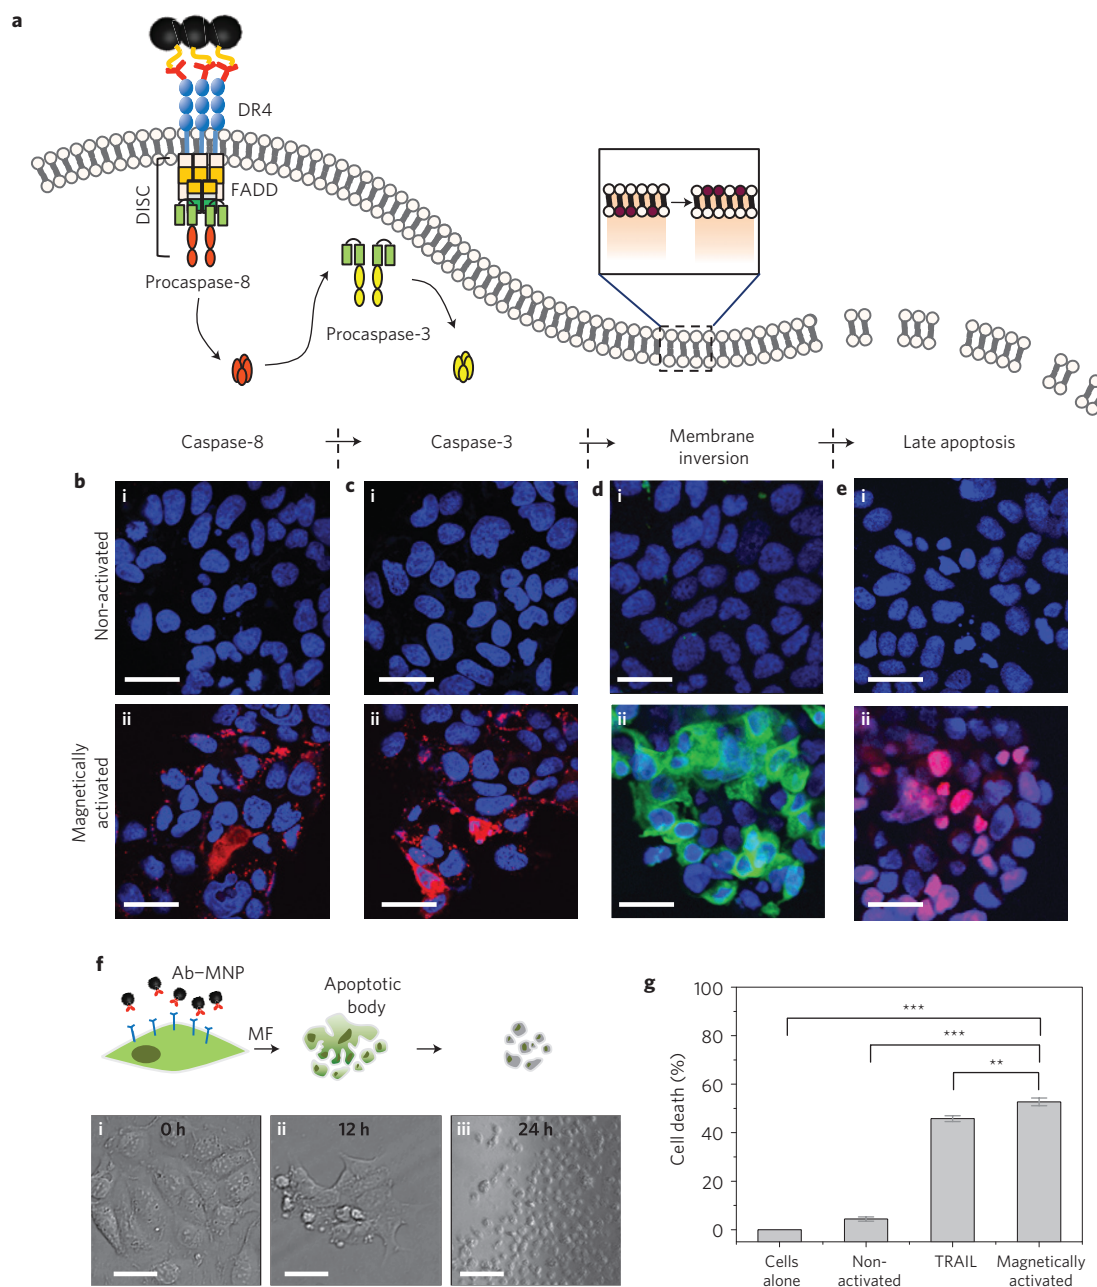 a
DR4
FADD
DISC
Procaspase-8
Procaspase-3
Caspase-8
Caspase-3
Membrane
inversion
Late apoptosis
b
i
c
i
d
i
e
i
Non-activated
ii
ii
ii
ii
Magnetically
activated
f
Ab–MNP
MF
Apoptotic
body
i
0 h
ii
12 h
iii
24 h
g
100
80
60
40
20
0
Cell death (%)
***
***
**
Cells
alone
Non-
activated
TRAIL
Magnetically
activated